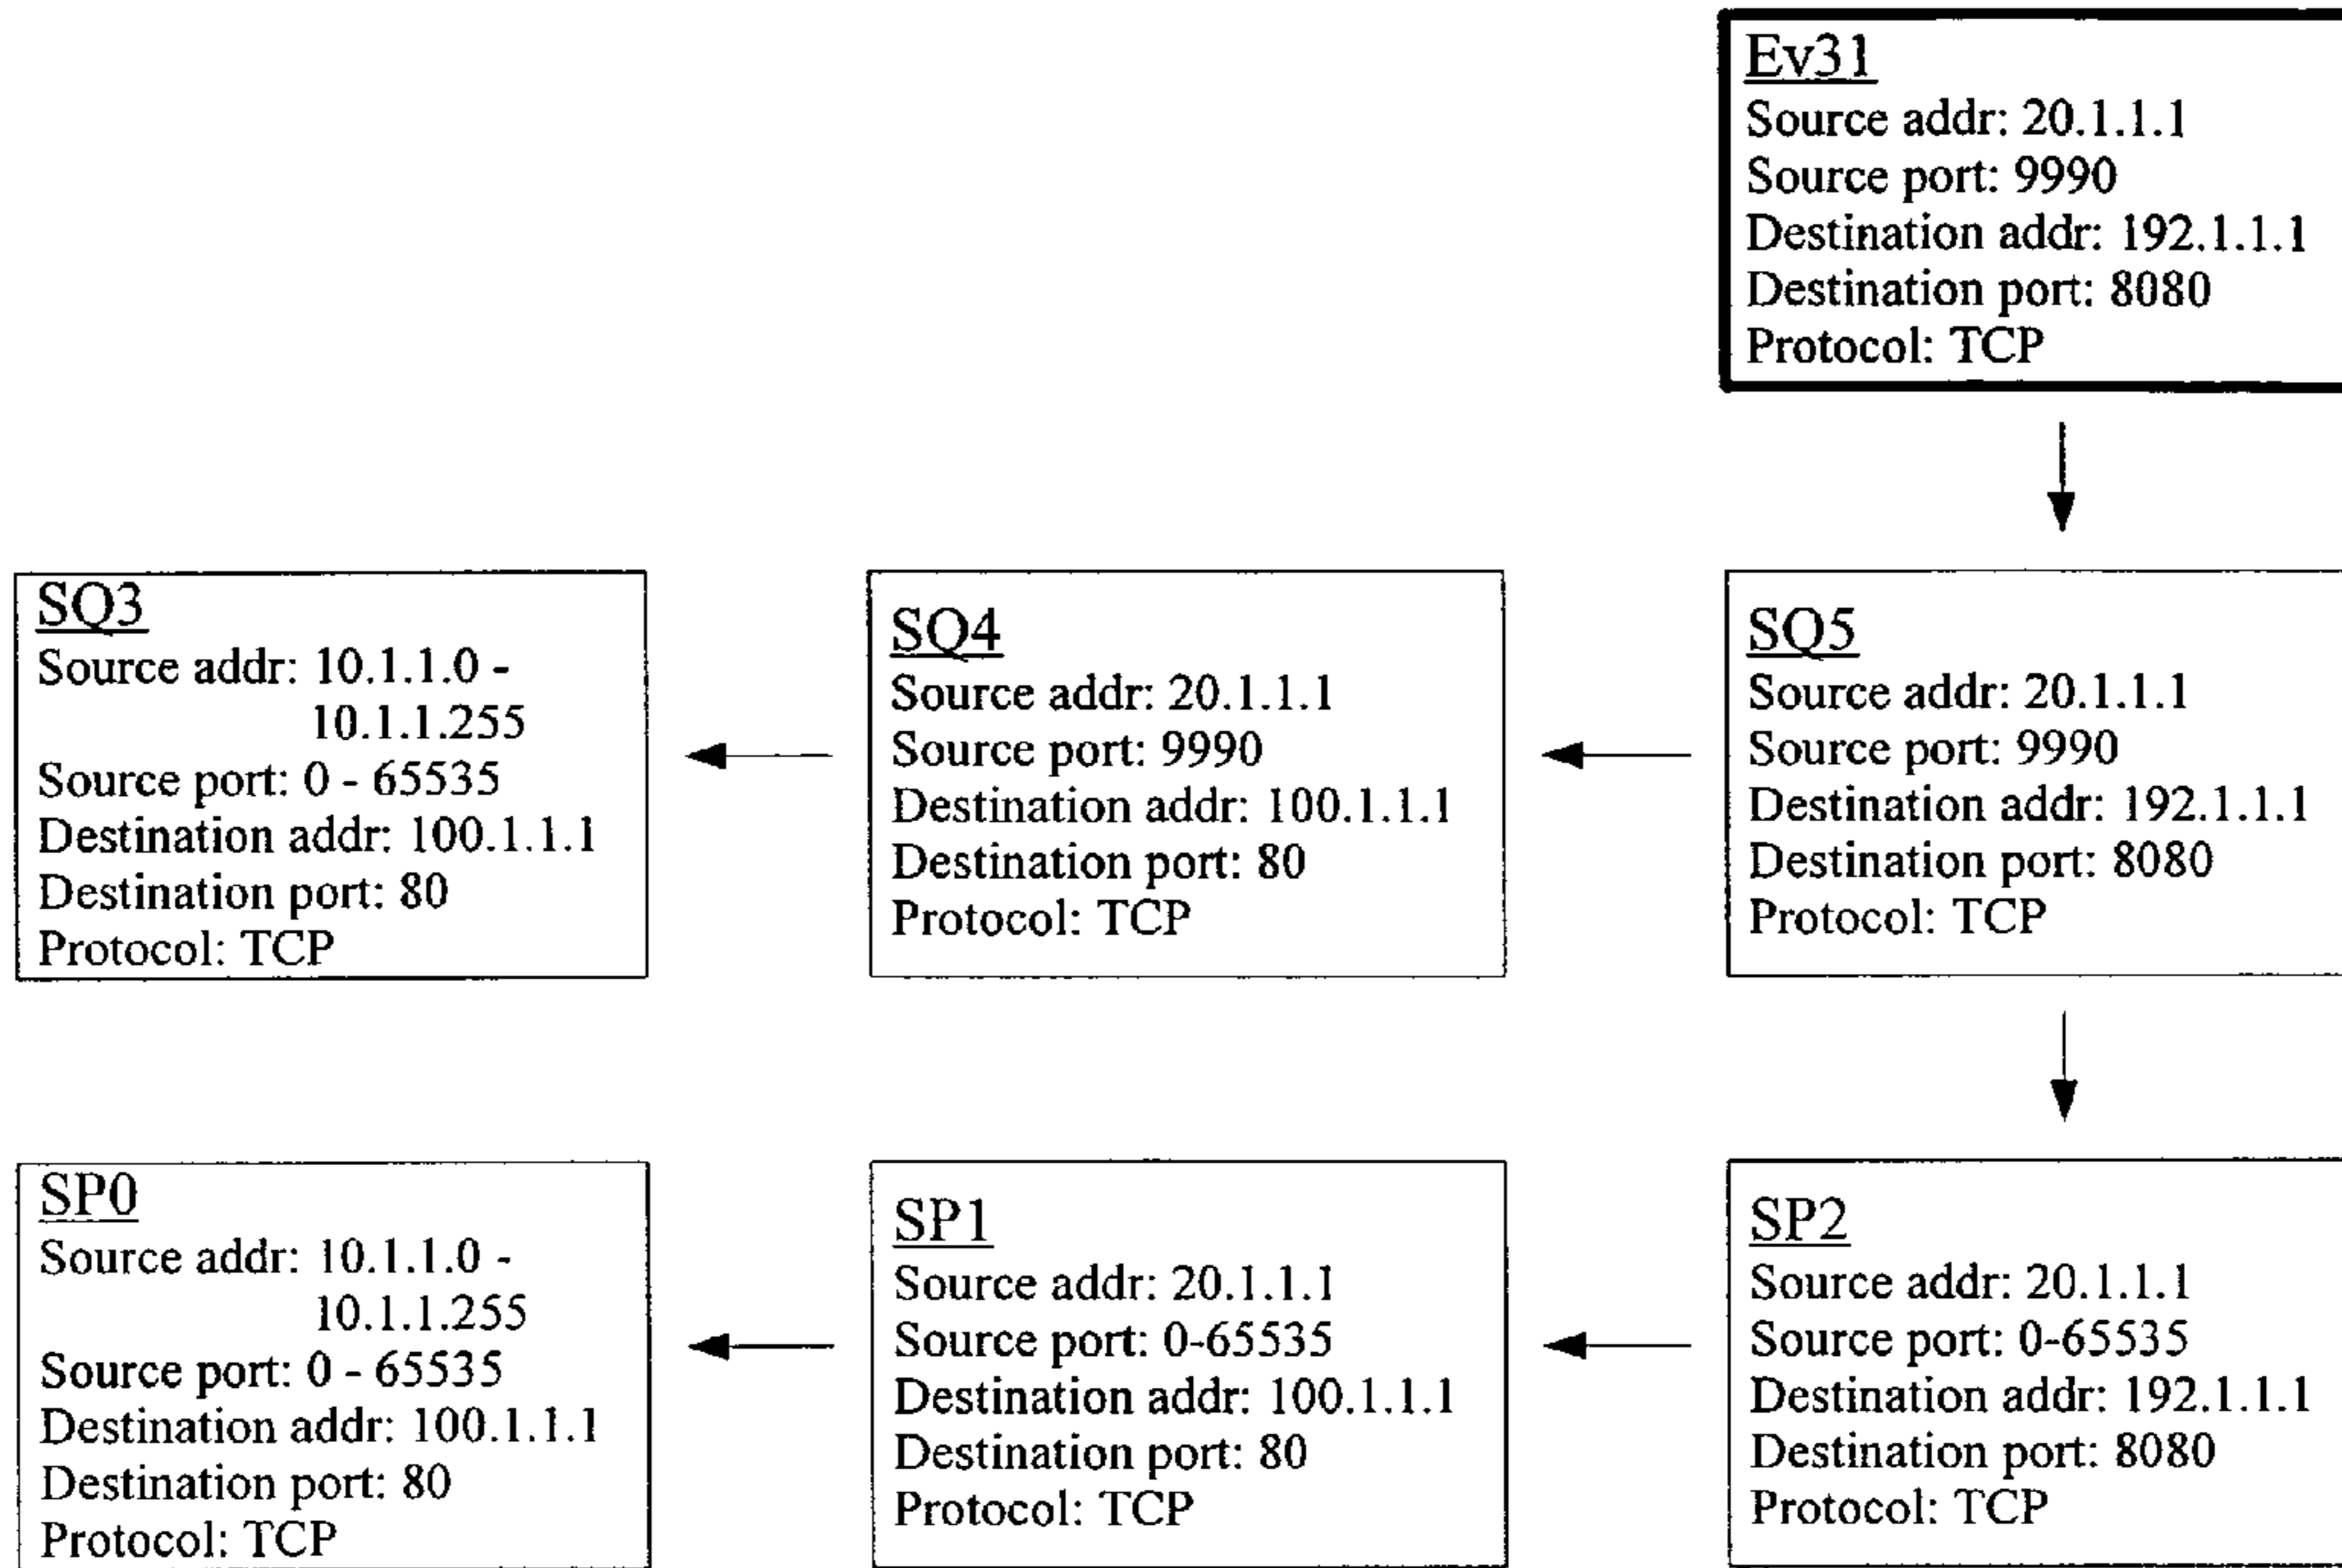 Ev31
Source addr: 20.1.1.1
Source port: 9990
Destination addr: 192.1.1.1
Destination port: 8080
Protocol: TCP
SQ3
Source addr: 10.1.1.0 -
10.1.1.255
Source port: 0 - 65535
Destination addr: 100.1.1.1
Destination port: 80
Protocol: TCP
SQ4
Source addr: 20.1.1.1
Source port: 9990
Destination addr: 100.1.1.1
Destination port: 80
Protocol: TCP
SQ5
Source addr: 20.1.1.1
Source port: 9990
Destination addr: 192.1.1.1
Destination port: 8080
Protocol: TCP
SP0
Source addr: 10.1.1.0 -
10.1.1.255
Source port: 0 - 65535
Destination addr: 100.1.1.1
Destination port: 80
Protocol: TCP
SP1
Source addr: 20.1.1.1
Source port: 0-65535
Destination addr: 100.1.1.1
Destination port: 80
Protocol: TCP
SP2
Source addr: 20.1.1.1
Source port: 0-65535
Destination addr: 192.1.1.1
Destination port: 8080
Protocol: TCP